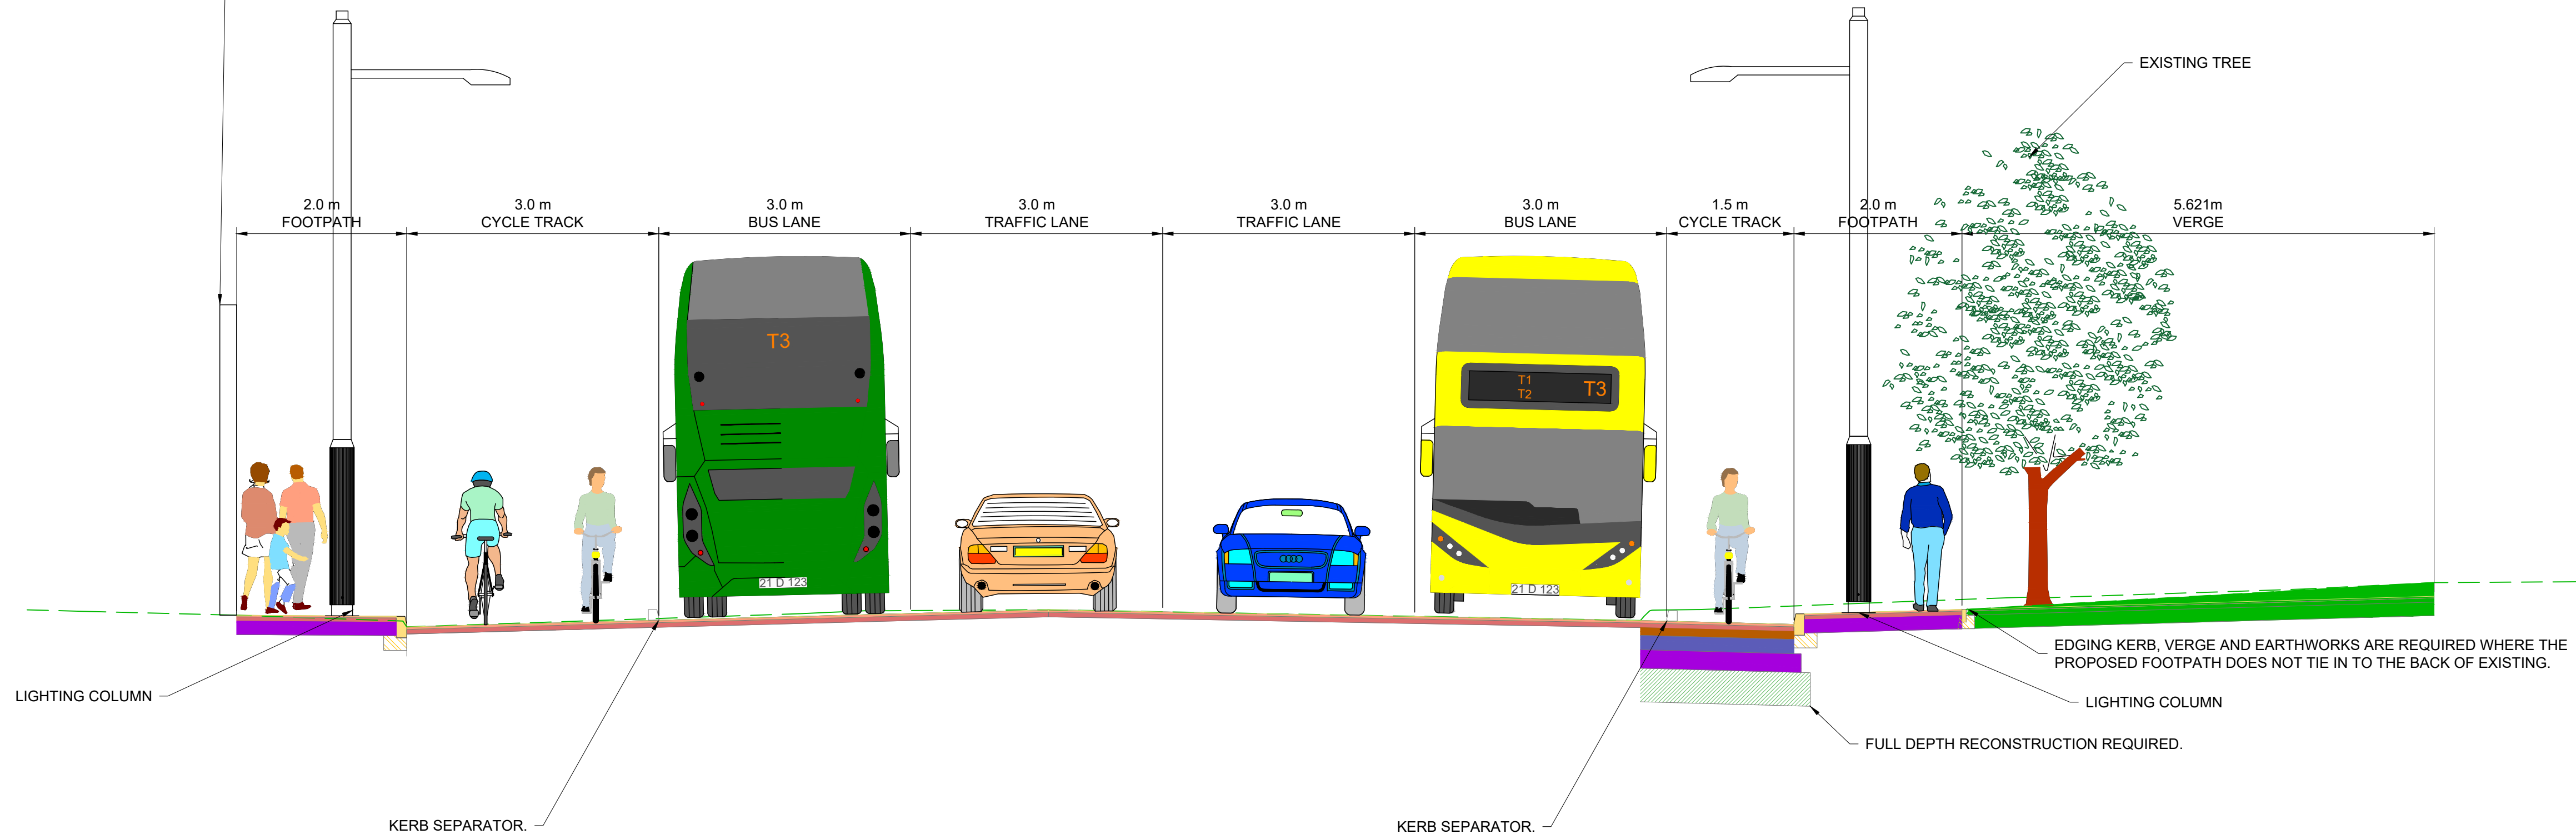 EXISTING TREE
2.0 m
FOOTPATH
3.0 m
CYCLE TRACK
3.0 m
BUS LANE
3.0 m
TRAFFIC LANE
3.0 m
TRAFFIC LANE
3.0 m
BUS LANE
1.5 m
CYCLE TRACK
2.0 m
FOOTPATH
5.621m
VERGE
T3
T1
T2
T3
21 D 123
21 D 123
EDGING KERB, VERGE AND EARTHWORKS ARE REQUIRED WHERE THE
PROPOSED FOOTPATH DOES NOT TIE IN TO THE BACK OF EXISTING.
LIGHTING COLUMN
LIGHTING COLUMN
FULL DEPTH RECONSTRUCTION REQUIRED.
KERB SEPARATOR.
KERB SEPARATOR.